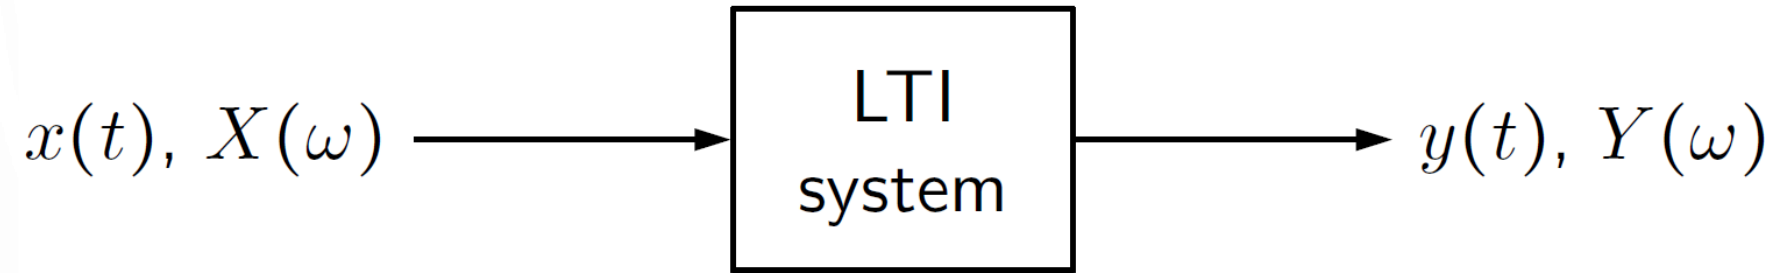 x(t), X(ω)
LTI
system
y(t), Y(ω)